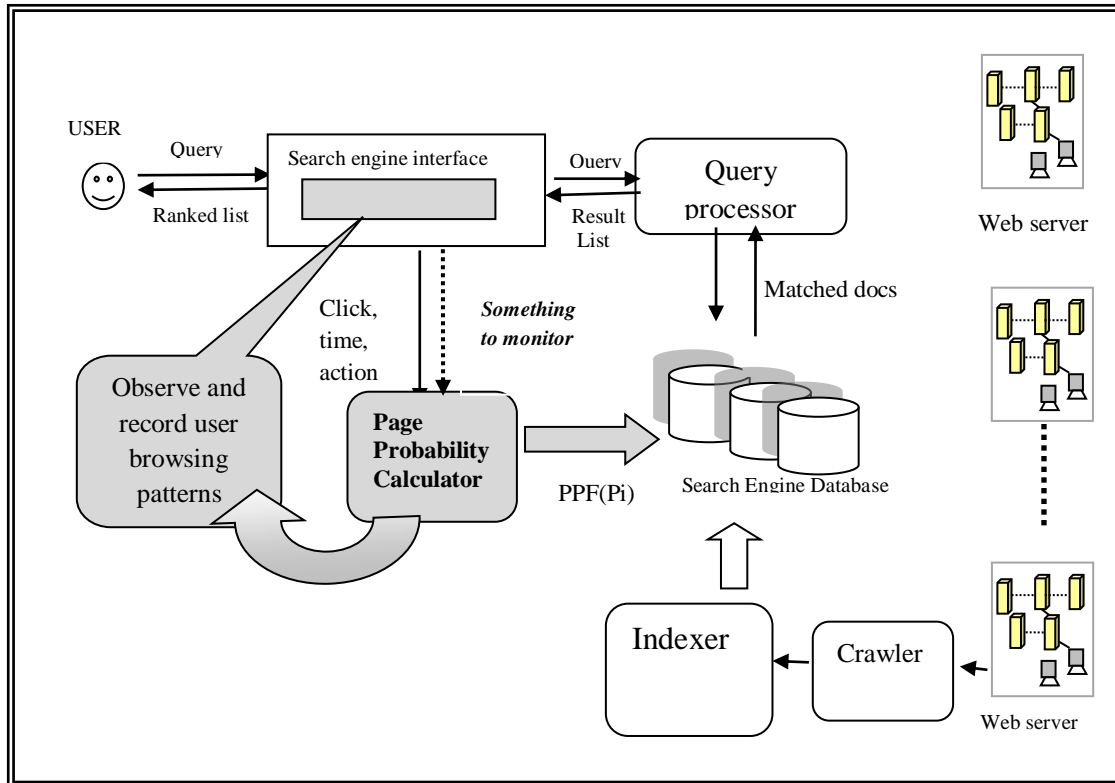 USER
Query
Ranked list
Search engine interface
Query
Result
List
Query
processor
Web server
Click,
time,
action
Something
to monitor
Matched docs
Observe and
record user
browsing
patterns
Page
Probability
Calculator
PPF(Pi)
Search Engine Database
Indexer
Crawler
Web server